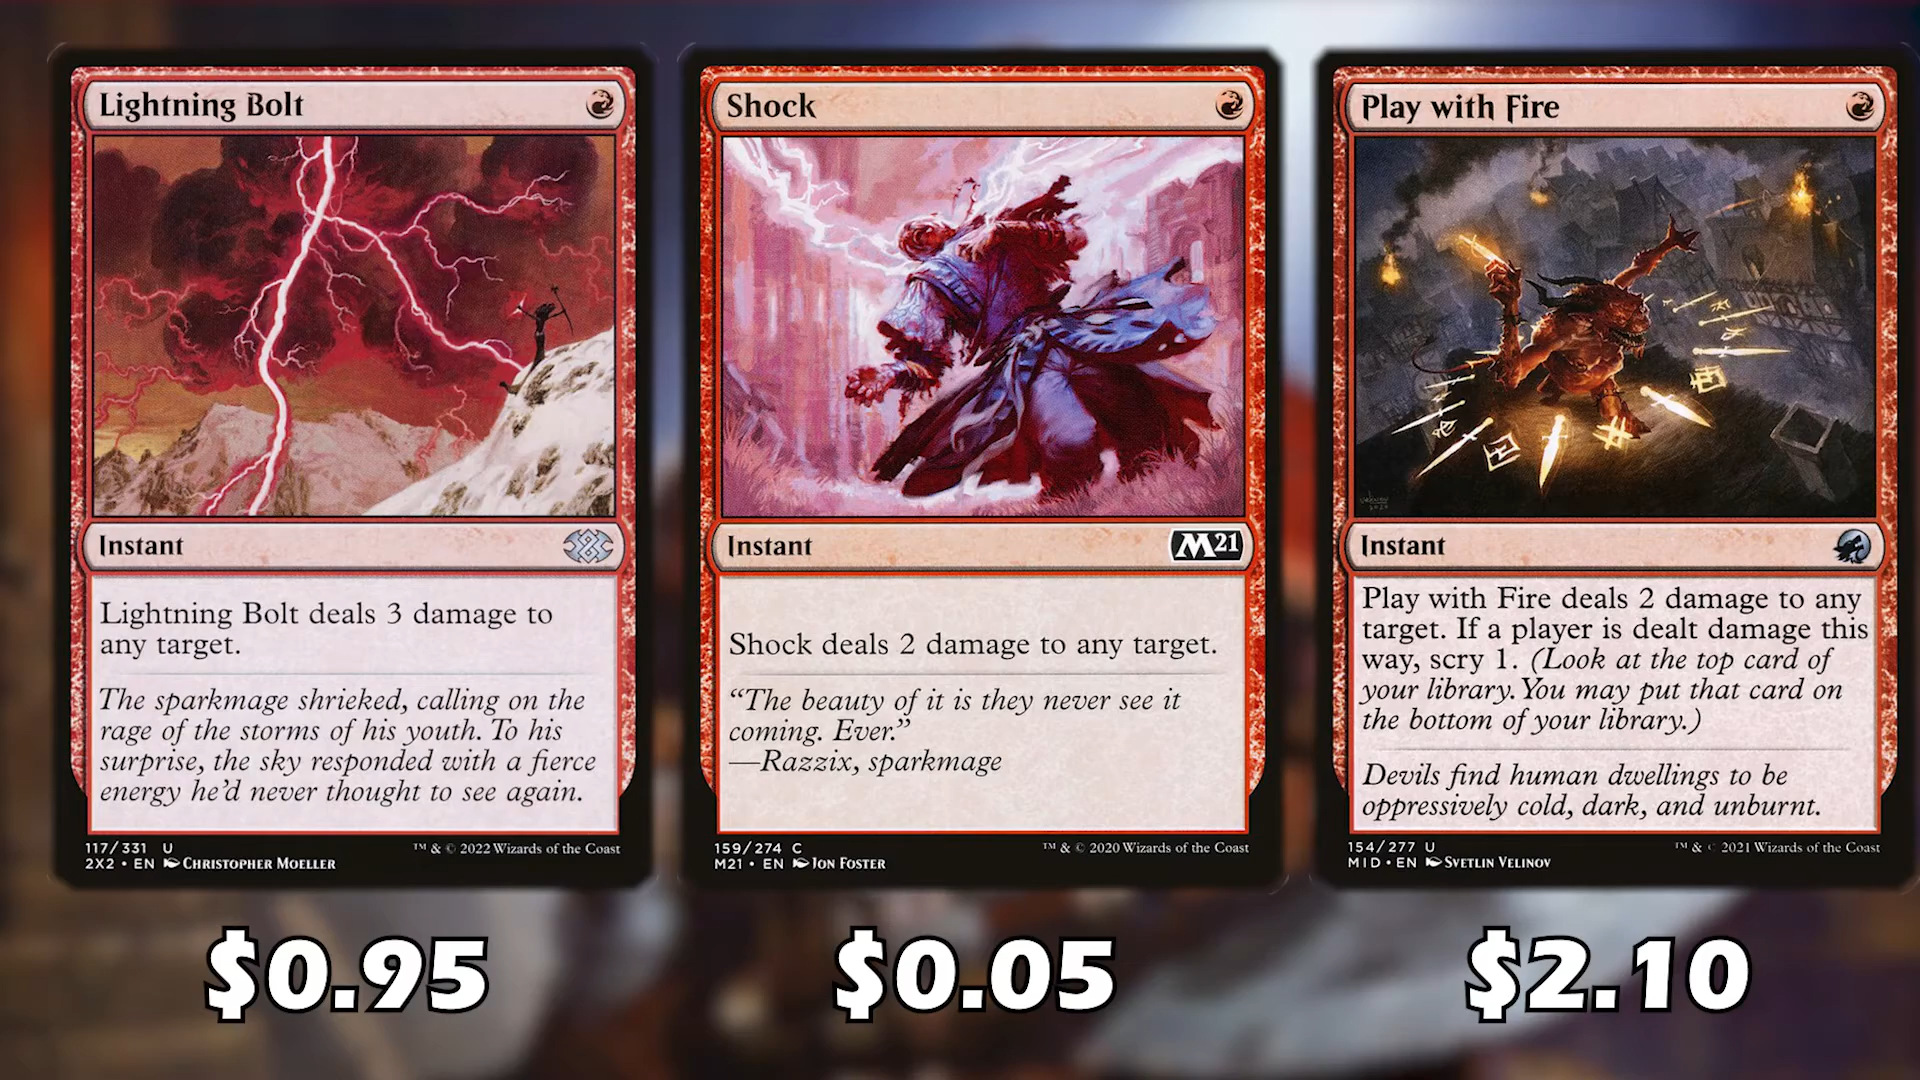 Lightning Bolt
Instant
Lightning Bolt deals 3 damage to
any target.
The sparkmage shrieked, calling on the
rage of the storms of his youth. To his
surprise, the sky responded with a fierce
energy he'd never thought to see again.
117/331 U
2X2 • EN Christopher Moeller
™ & © 2022 Wizards of the Coast
$0.95
Shock
Instant
M21
Shock deals 2 damage to any target.
“The beauty of it is they never see it
coming. Ever.”
—Razzix, sparkmage
159/274 C
M21 • EN Jon Foster
™ & © 2020 Wizards of the Coast
$0.05
Play with Fire
Instant
Play with Fire deals 2 damage to any
target. If a player is dealt damage this
way, scry 1. (Look at the top card of
your library. You may put that card on
the bottom of your library.)
Devils find human dwellings to be
oppressively cold, dark, and unburnt.
154/277 U
MID • EN Svetlin Velinov
™ & © 2021 Wizards of the Coast
$2.10